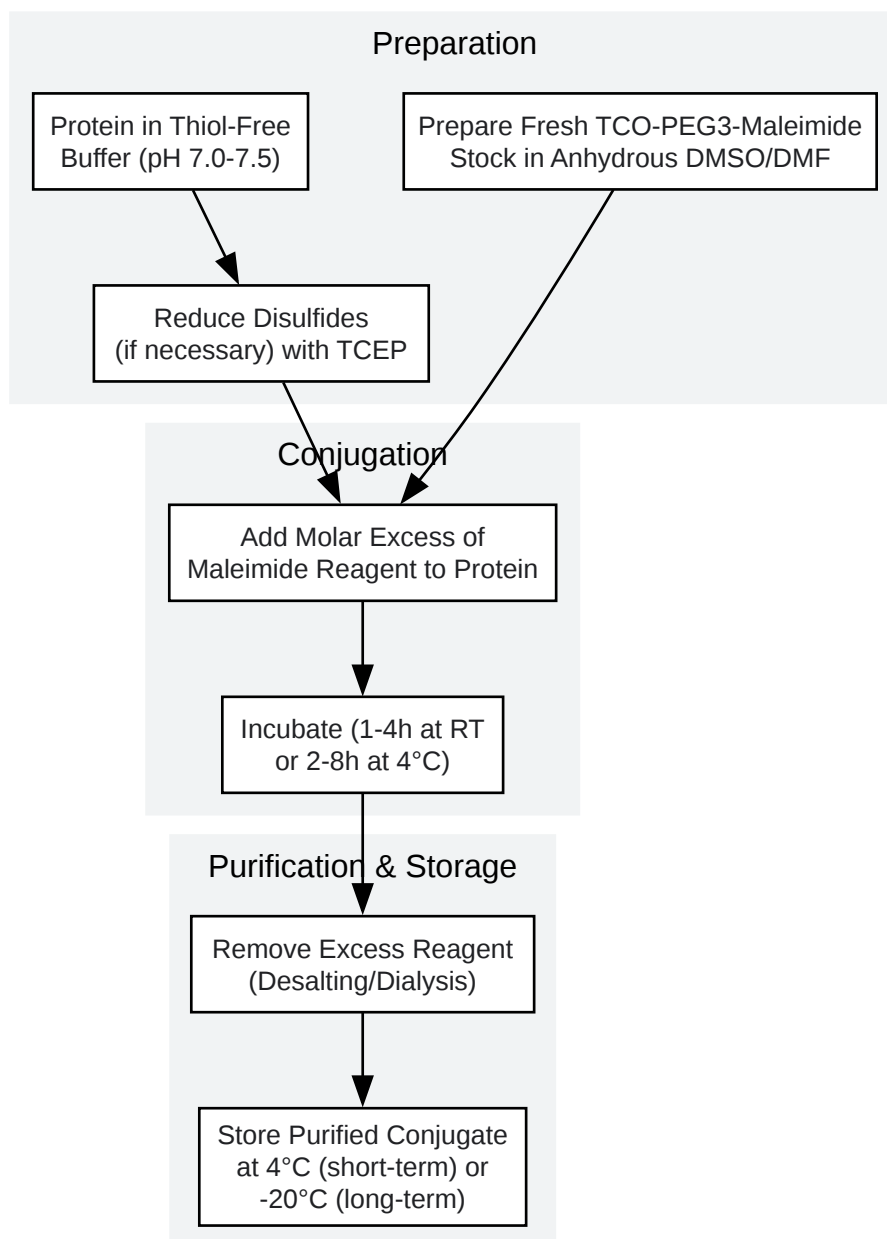 Preparation
Protein in Thiol-Free
Buffer (pH 7.0-7.5)
Prepare Fresh TCO-PEG3-Maleimide
Stock in Anhydrous DMSO/DMF
Reduce Disulfides
(if necessary) with TCEP
Conjugation
Add Molar Excess of
Maleimide Reagent to Protein
Incubate (1-4h at RT
or 2-8h at 4°C)
Purification & Storage
Remove Excess Reagent
(Desalting/Dialysis)
Store Purified Conjugate
at 4°C (short-term) or
-20°C (long-term)